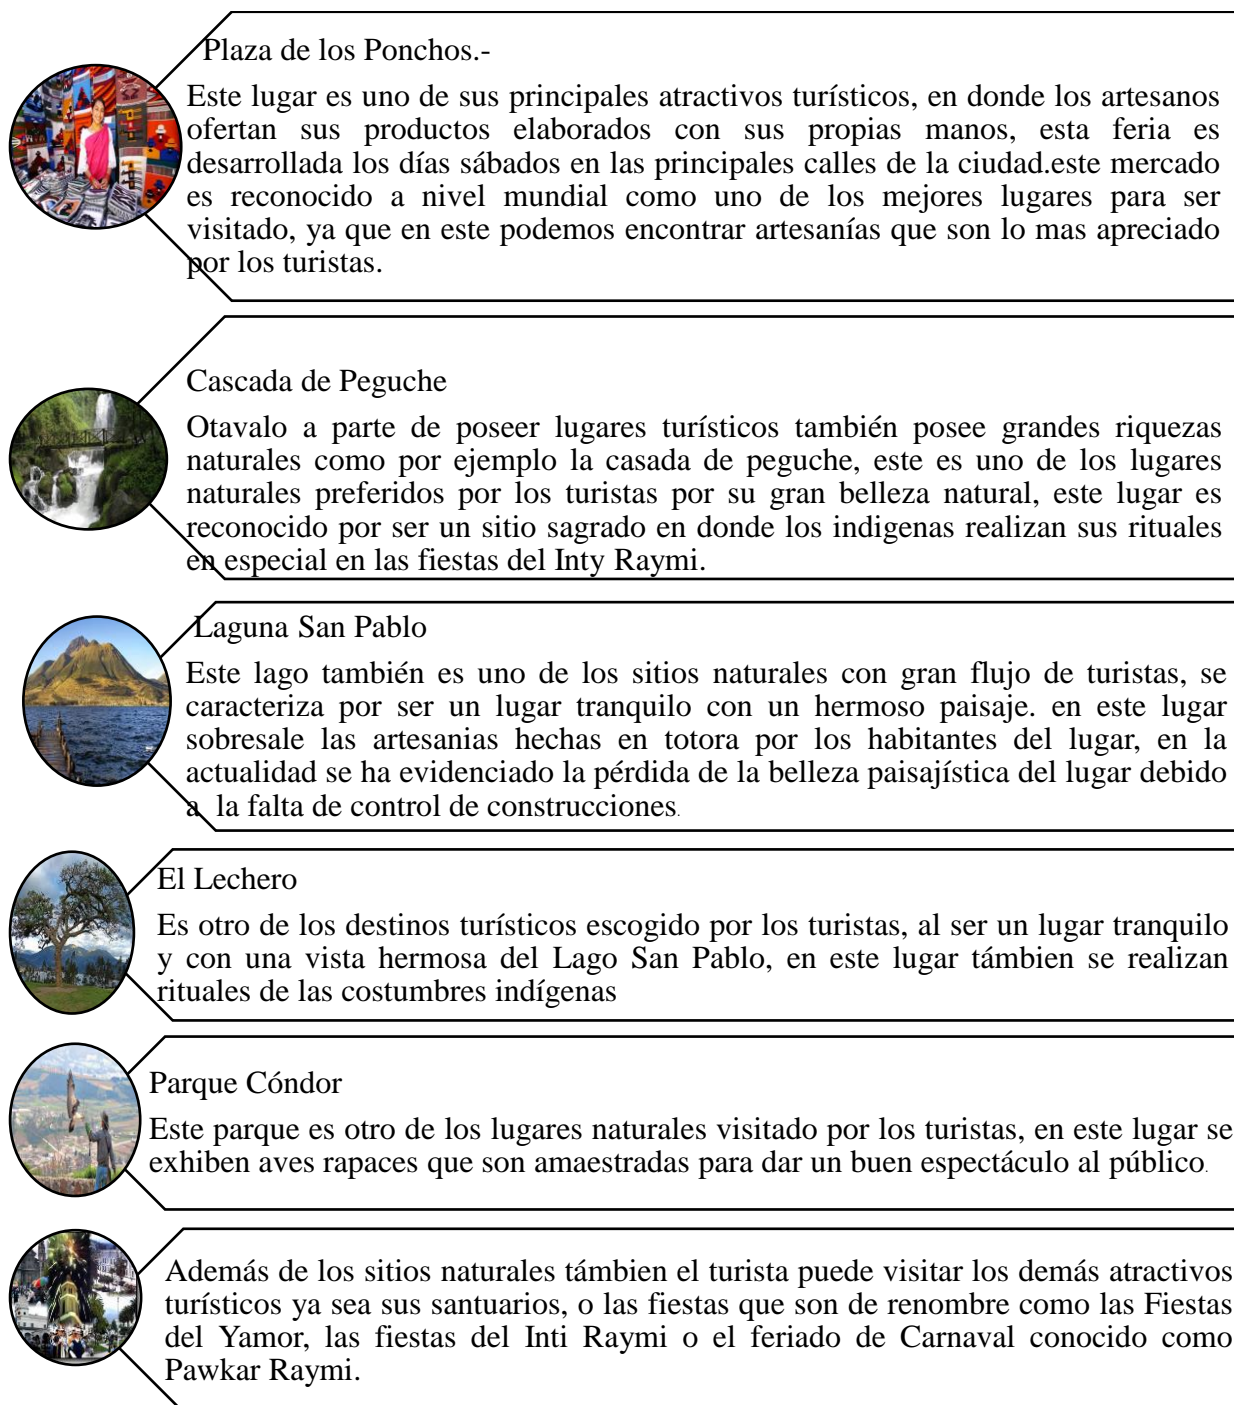 Plaza de los Ponchos.-
Este lugar es uno de sus principales atractivos turísticos, en donde los artesanos
ofertan sus productos elaborados con sus propias manos, esta feria es
desarrollada los días sábados en las principales calles de la ciudad.este mercado
es reconocido a nivel mundial como uno de los mejores lugares para ser
visitado, ya que en este podemos encontrar artesanías que son lo mas apreciado
por los turistas.
Cascada de Peguche
Otavalo a parte de poseer lugares turísticos también posee grandes riquezas
naturales como por ejemplo la casada de peguche, este es uno de los lugares
naturales preferidos por los turistas por su gran belleza natural, este lugar es
reconocido por ser un sitio sagrado en donde los indigenas realizan sus rituales
en especial en las fiestas del Inty Raymi.
Laguna San Pablo
Este lago también es uno de los sitios naturales con gran flujo de turistas, se
caracteriza por ser un lugar tranquilo con un hermoso paisaje. en este lugar
sobresale las artesanias hechas en totora por los habitantes del lugar, en la
actualidad se ha evidenciado la pérdida de la belleza paisajística del lugar debido
a la falta de control de construcciones.
El Lechero
Es otro de los destinos turísticos escogido por los turistas, al ser un lugar tranquilo
y con una vista hermosa del Lago San Pablo, en este lugar támbien se realizan
rituales de las costumbres indígenas
Parque Cóndor
Este parque es otro de los lugares naturales visitado por los turistas, en este lugar se
exhiben aves rapaces que son amaestradas para dar un buen espectáculo al público.
Además de los sitios naturales támbien el turista puede visitar los demás atractivos
turísticos ya sea sus santuarios, o las fiestas que son de renombre como las Fiestas
del Yamor, las fiestas del Inti Raymi o el feriado de Carnaval conocido como
Pawkar Raymi.